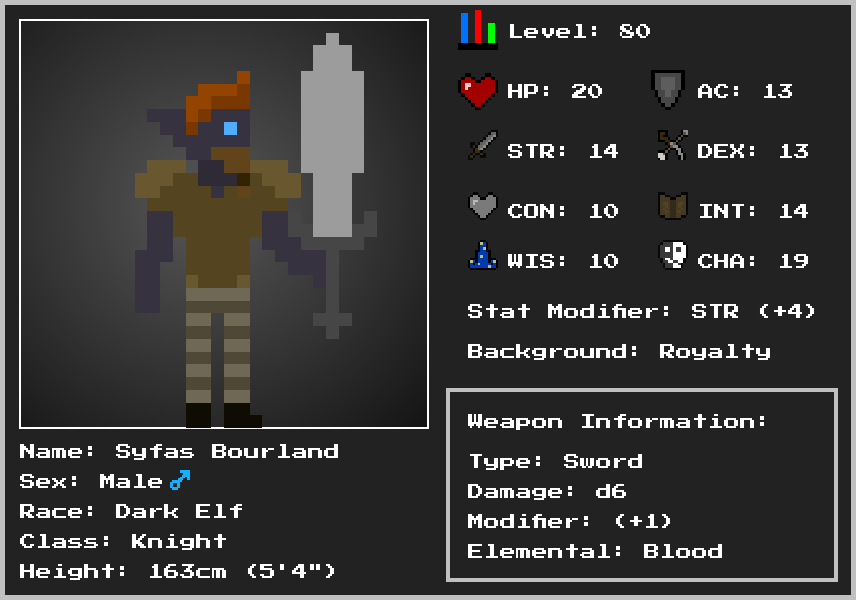 Level: 80
HP: 20 AC: 13
STR: 14 DEX: 13
CON: 10 INT: 14
WIS: 10 CHA: 19
Stat Modifier: STR (+4)
Background: Royalty
Weapon Information:
Type: Sword
Damage: d6
Modifier: (+1)
Elemental: Blood
Name: Syfas Bourland
Sex: Male ♂
Race: Dark Elf
Class: Knight
Height: 163cm (5'4")